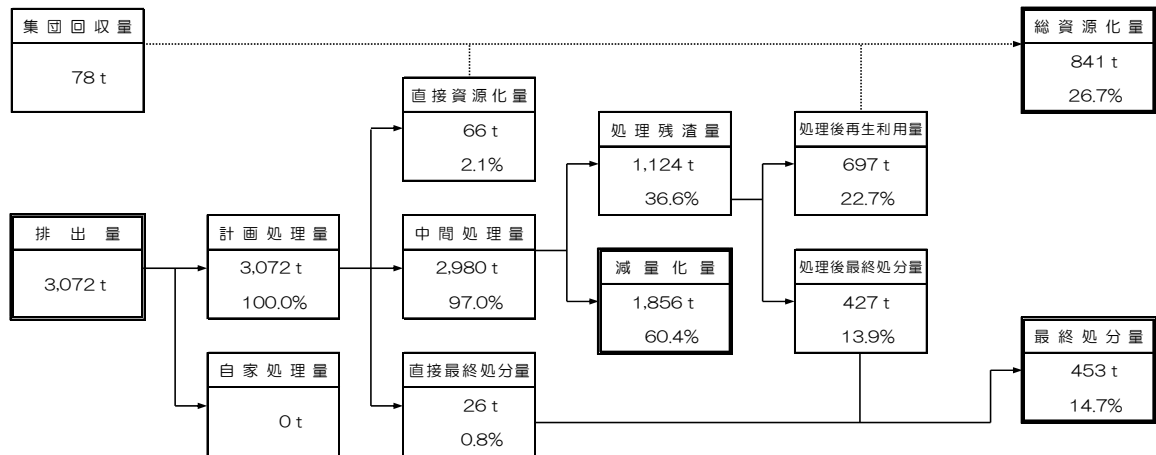 集団回収量
78 t
総資源化量
841 t
26.7%
直接資源化量
66 t
2.1%
処理残渣量
1,124 t
36.6%
処理後再生利用量
697 t
22.7%
排出量
3,072 t
計画処理量
3,072 t
100.0%
中間処理量
2,980 t
97.0%
減量化量
1,856 t
60.4%
処理後最終処分量
427 t
13.9%
自家処理量
0 t
直接最終処分量
26 t
0.8%
最終処分量
453 t
14.7%